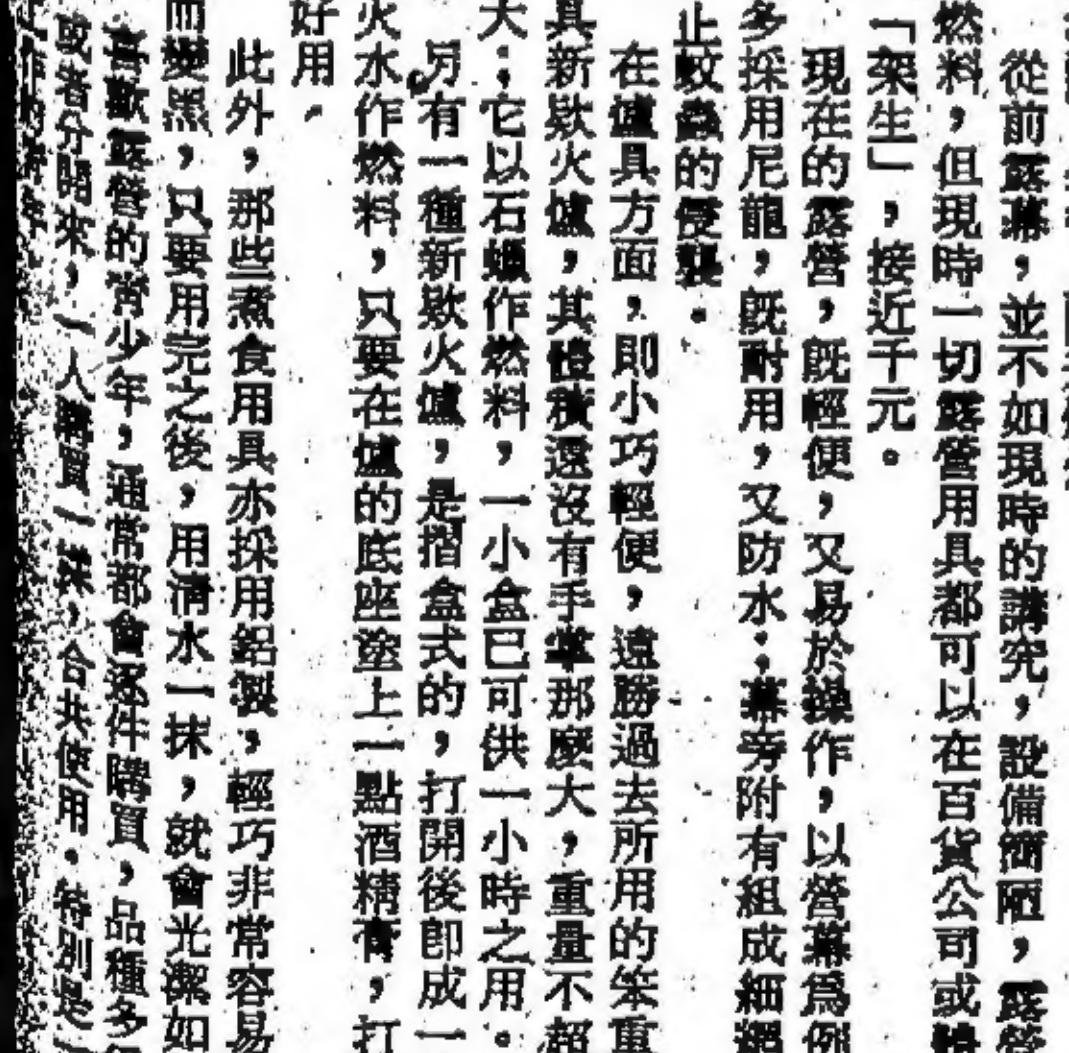 從前露幕，並不如現時的講究，設備簡陋，露營
燃料，但現時一切露營用具都可以在百貨公司或體
「架生」，接近千元。
現在的露營，既輕便，又易於操作，以營幕爲例
多採用尼龍，既耐用，又防水；幕旁附有組成細網
止蚊蟲的侵襲。
在爐具方面，則小巧輕便，遠勝過去所用的笨重
具新欵火爐，其體積還沒有手掌那麼大，重量不超
大；它以石蠟作燃料，一小盒已可供一小時之用。
另有一種新欵火爐，是摺盒式的，打開後即成一
火水作燃料，只要在爐的底座塗上一點酒精膏，打
好用。
此外，那些煮食用具亦採用鋁製，輕巧非常容易
而變黑，只要用完之後，用清水一抹，就會光潔如
喜歡露營的青少年，通常都會逐件購買，品種多
或者分開來，一人購買一樣，合共使用。特別是